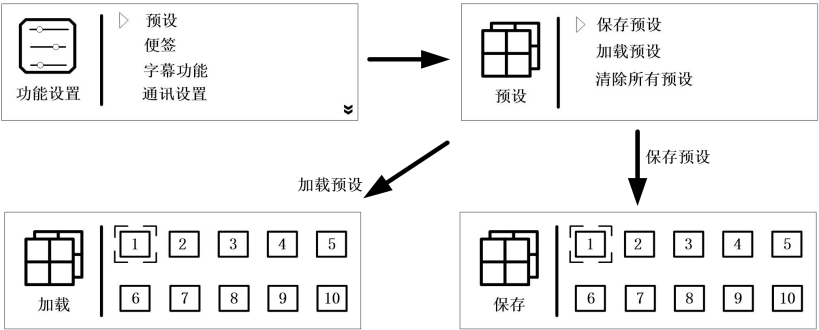 预设
便签
字幕功能
通讯设置
功能设置
保存预设
加载预设
清除所有预设
预设
加载预设
保存预设
1 2 3 4 5
6 7 8 9 10
加载
1 2 3 4 5
6 7 8 9 10
保存